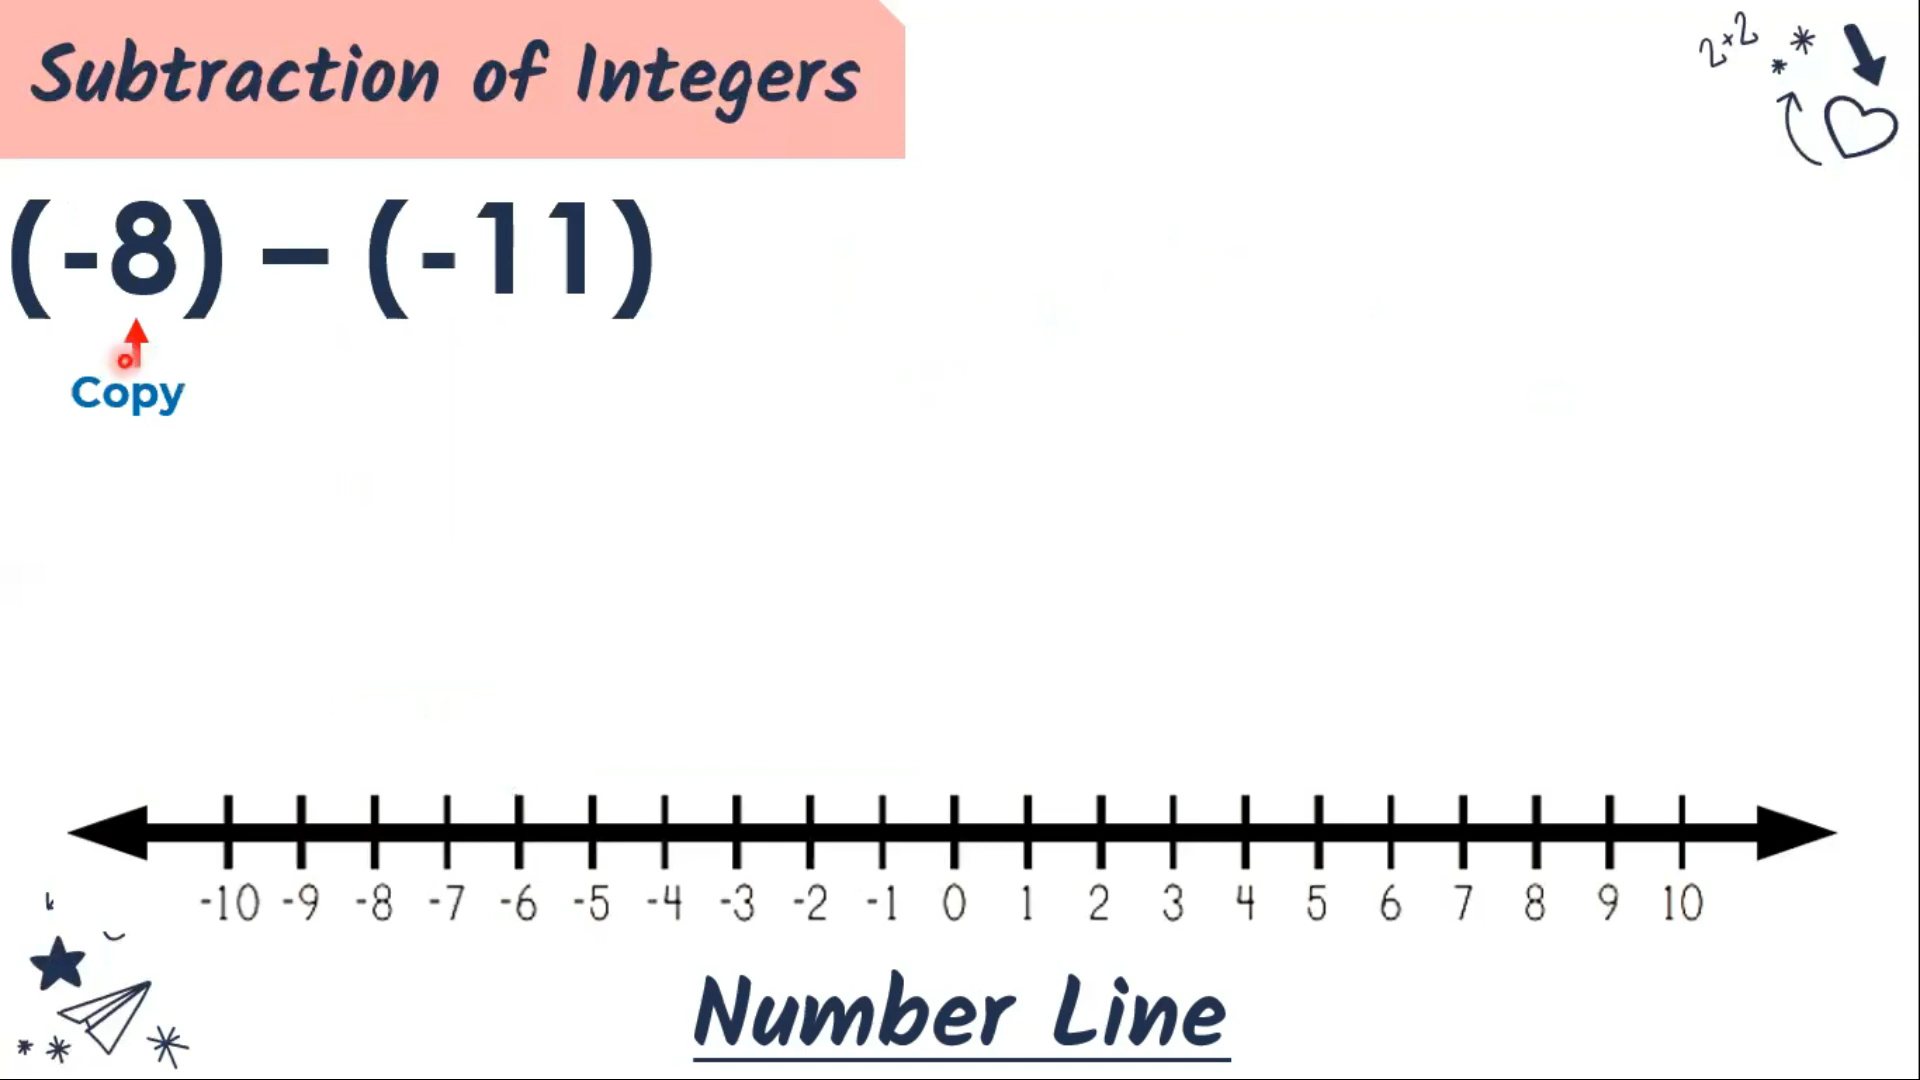 Subtraction of Integers
2×2
(-8) – (-11)
Copy
-10 -9 -8 -7 -6 -5 -4 -3 -2 -1 0 1 2 3 4 5 6 7 8 9 10
Number Line